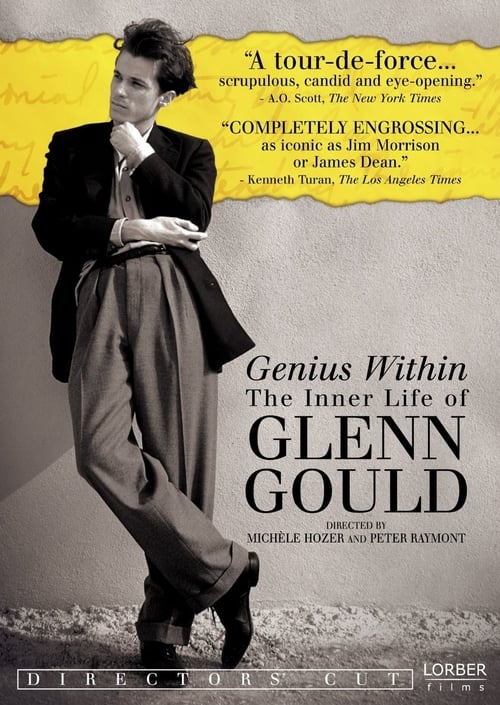 “A tour-de-force...
scrupulous, candid and eye-opening.”
- A.O. Scott, The New York Times
“COMPLETELY ENGROSSING...
as iconic as Jim Morrison
or James Dean.”
- Kenneth Turan, The Los Angeles Times
Genius Within
The Inner Life of
GLENN
GOULD
DIRECTED BY
MICHÈLE HOZER AND PETER RAYMONT
DIRECTORS' CUT
LORBER
films